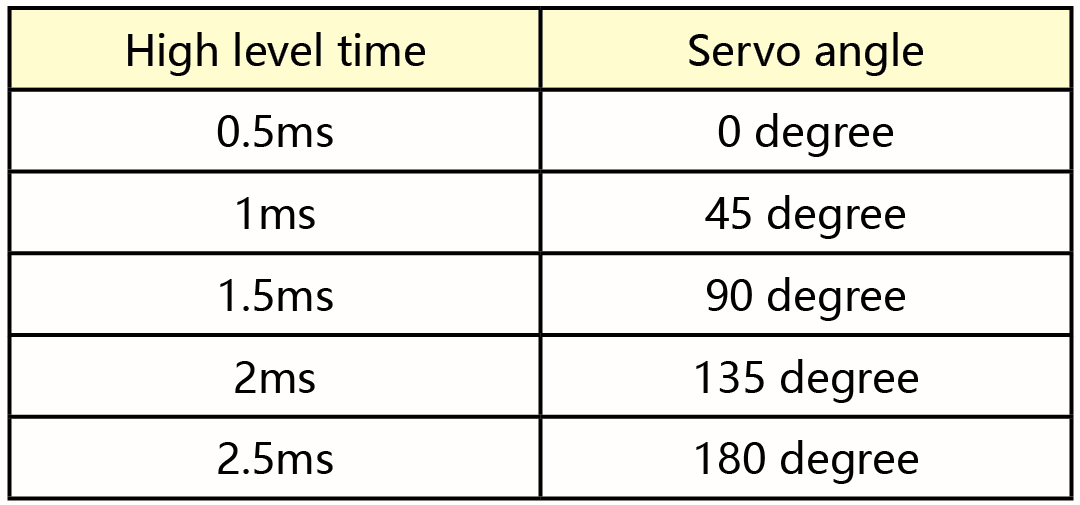 High level time Servo angle
0.5ms 0 degree
1ms 45 degree
1.5ms 90 degree
2ms 135 degree
2.5ms 180 degree